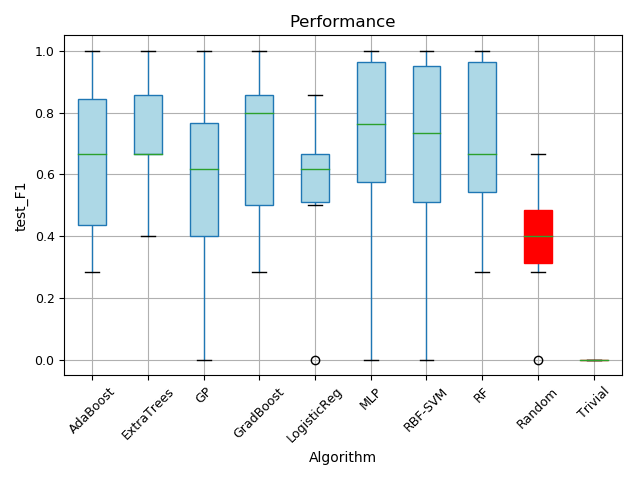 Performance
test_F1
1.0
0.8
0.6
0.4
0.2
0.0
AdaBoost
ExtraTrees
GP
GradBoost
LogisticReg
MLP
RBF-SVM
RF
Random
Trivial
Algorithm